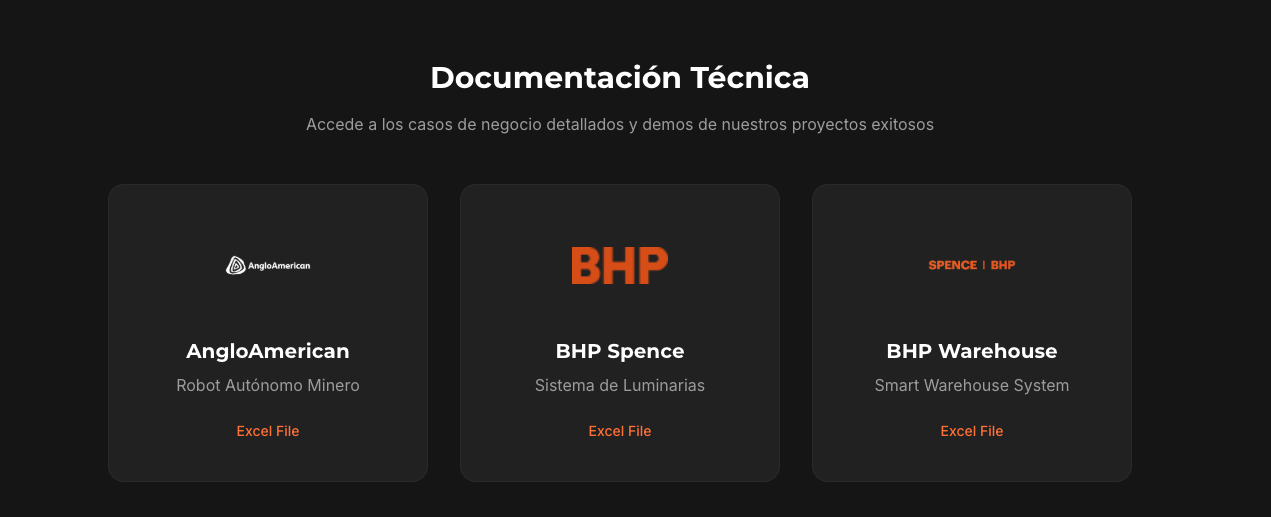 Documentación Técnica
Accede a los casos de negocio detallados y demos de nuestros proyectos exitosos
AngloAmerican
BHP
SPENCE | BHP
AngloAmerican
BHP Spence
BHP Warehouse
Robot Autónomo Minero
Sistema de Luminarias
Smart Warehouse System
Excel File
Excel File
Excel File